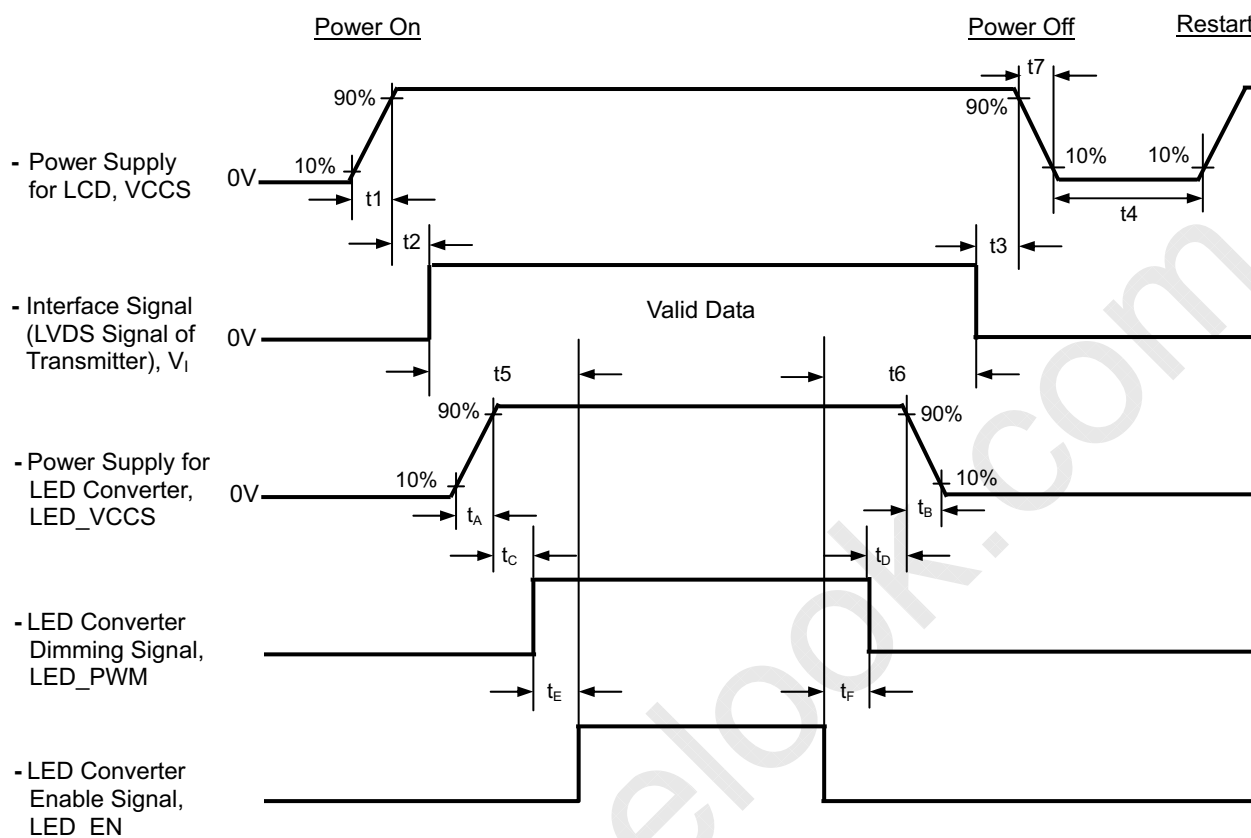 Power On
Power Off
Restart
t7
90%
90%
- Power Supply
for LCD, VCCS
0V
10%
10%
10%
t1
t4
t2
t3
- Interface Signal
(LVDS Signal of
Transmitter), VI
0V
Valid Data
t5
t6
90%
90%
- Power Supply for
LED Converter,
LED_VCCS
0V
10%
10%
tA
tB
tC
tD
- LED Converter
Dimming Signal,
LED_PWM
tE
tF
- LED Converter
Enable Signal,
LED_EN
elook.com